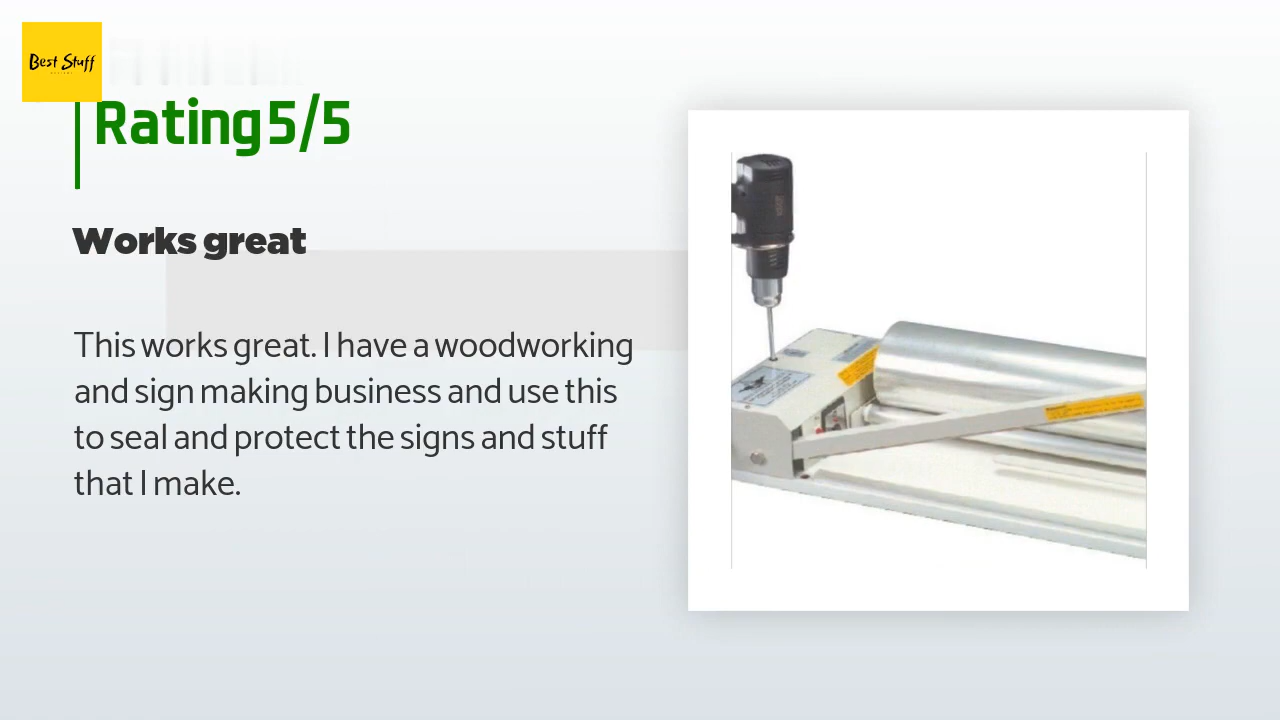 Best Stuff
Rating 5/5
Works great
This works great. I have a woodworking
and sign making business and use this
to seal and protect the signs and stuff
that I make.